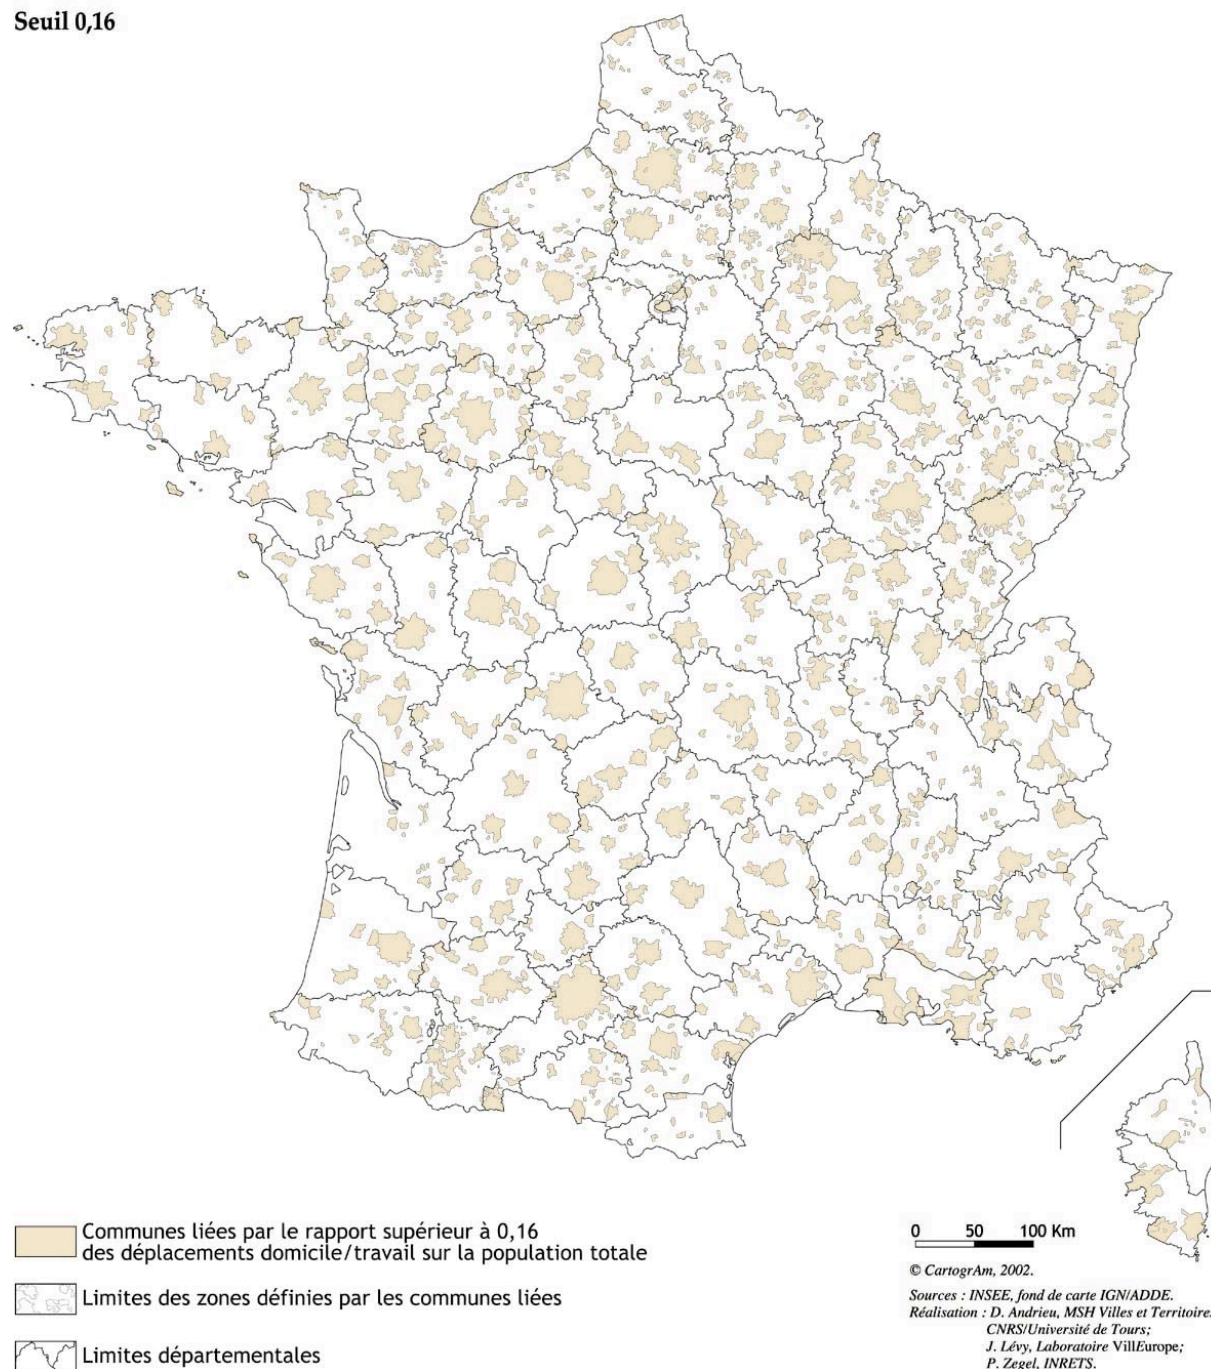 Seuil 0,16
Communes liées par le rapport supérieur à 0,16
des déplacements domicile/travail sur la population totale
Limites des zones définies par les communes liées
Limites départementales
0 50 100 Km
© CartogrAm, 2002.
Sources : INSEE, fond de carte IGN/ADDE.
Réalisation : D. Andrieu, MSH Villes et Territoire
CNRS/Université de Tours;
J. Lévy, Laboratoire VillEurope;
P. Zegel, INRETS.